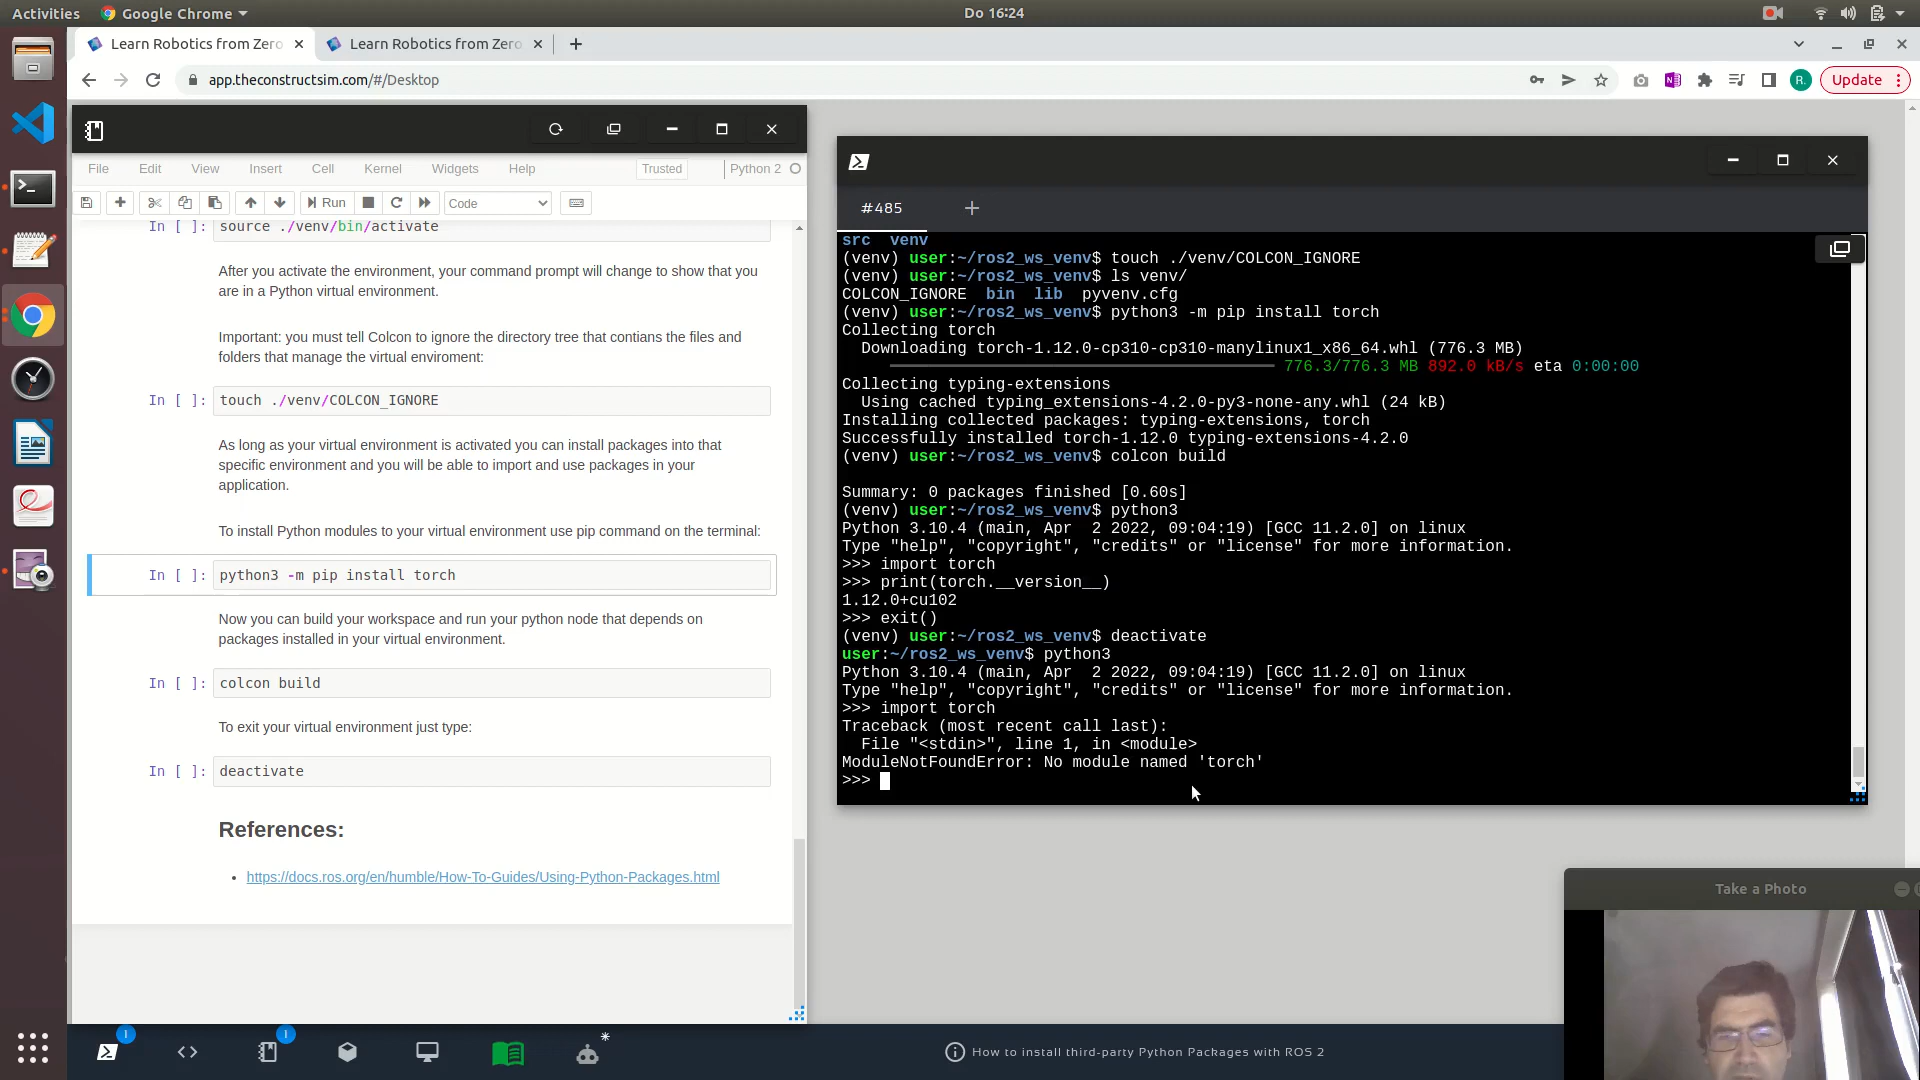 Activities
Google Chrome
Do 16:24
Learn Robotics from Zero
Learn Robotics from Zero
app.theconstructsim.com/#/Desktop
R.
Update
File Edit View Insert Cell Kernel Widgets Help
Trusted
Python 2
Run
Code
In [ ]: source ./venv/bin/activate
After you activate the environment, your command prompt will change to show that you
are in a Python virtual environment.
Important: you must tell Colcon to ignore the directory tree that contians the files and
folders that manage the virtual enviroment:
In [ ]: touch ./venv/COLCON_IGNORE
As long as your virtual environment is activated you can install packages into that
specific environment and you will be able to import and use packages in your
application.
To install Python modules to your virtual environment use pip command on the terminal:
In [ ]: python3 -m pip install torch
Now you can build your workspace and run your python node that depends on
packages installed in your virtual environment.
In [ ]: colcon build
To exit your virtual environment just type:
In [ ]: deactivate
References:
• https://docs.ros.org/en/humble/How-To-Guides/Using-Python-Packages.html
#485
src venv
(venv) user:~/ros2_ws_venv$ touch ./venv/COLCON_IGNORE
(venv) user:~/ros2_ws_venv$ ls venv/
COLCON_IGNORE bin lib pyvenv.cfg
(venv) user:~/ros2_ws_venv$ python3 -m pip install torch
Collecting torch
Downloading torch-1.12.0-cp310-cp310-manylinux1_x86_64.whl (776.3 MB)
776.3/776.3 MB 892.0 kB/s eta 0:00:00
Collecting typing-extensions
Using cached typing_extensions-4.2.0-py3-none-any.whl (24 kB)
Installing collected packages: typing-extensions, torch
Successfully installed torch-1.12.0 typing-extensions-4.2.0
(venv) user:~/ros2_ws_venv$ colcon build
Summary: 0 packages finished [0.60s]
(venv) user:~/ros2_ws_venv$ python3
Python 3.10.4 (main, Apr  2 2022, 09:04:19) [GCC 11.2.0] on linux
Type "help", "copyright", "credits" or "license" for more information.
>>> import torch
>>> print(torch.__version__)
1.12.0+cu102
>>> exit()
(venv) user:~/ros2_ws_venv$ deactivate
user:~/ros2_ws_venv$ python3
Python 3.10.4 (main, Apr  2 2022, 09:04:19) [GCC 11.2.0] on linux
Type "help", "copyright", "credits" or "license" for more information.
>>> import torch
Traceback (most recent call last):
File "<stdin>", line 1, in <module>
ModuleNotFoundError: No module named 'torch'
>>>
Take a Photo
1
1
How to install third-party Python Packages with ROS 2